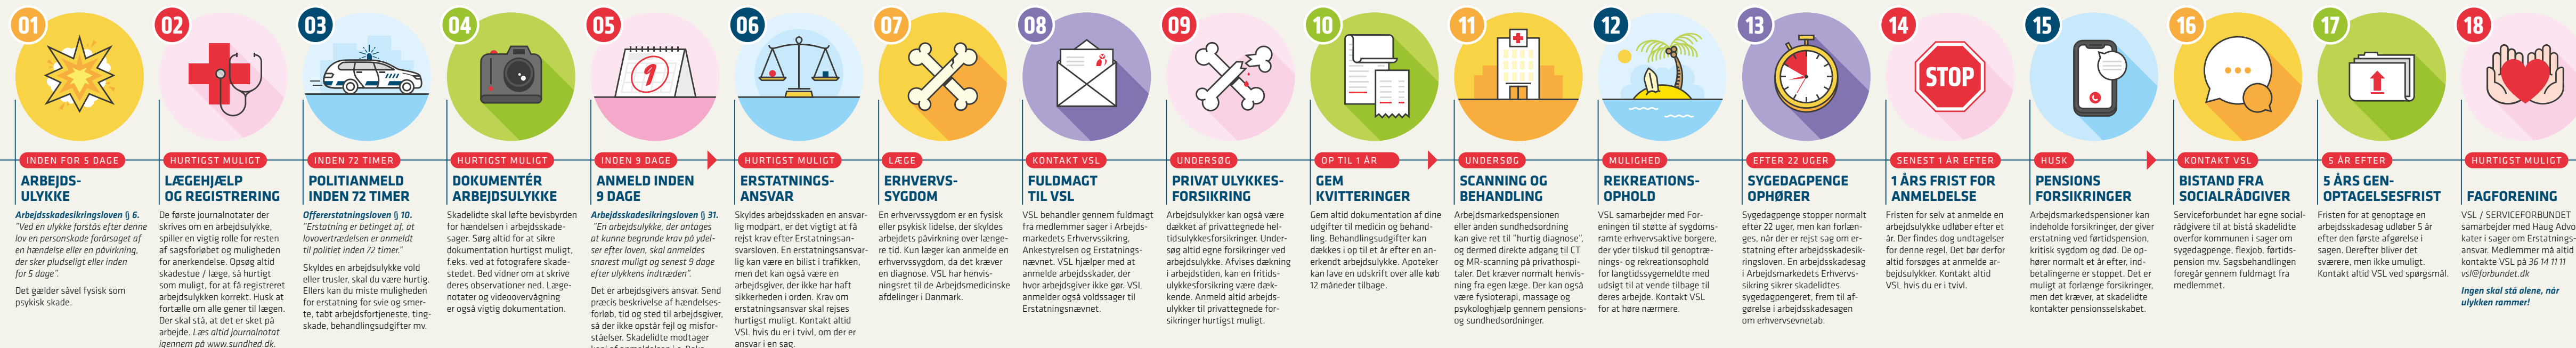 01
INDEN FOR 5 DAGE
ARBEJDS-
ULYKKE
Arbejdsskadesikringsloven § 6.
"Ved en ulykke forstås efter denne
lov en personskade forårsaget af
en hændelse eller en påvirkning,
der sker pludseligt eller inden
for 5 dage".
Det gælder såvel fysisk som
psykisk skade.
02
HURTIGST MULIGT
LÆGEHJÆLP
OG REGISTRERING
De første journalnotater der
skrives om en arbejdsulykke,
spiller en vigtig rolle for resten
af sagsforløbet og muligheden
for anerkendelse. Opsøg altid
skadestue / læge, så hurtigt
som muligt, for at få registreret
arbejdsulykken korrekt. Husk at
fortælle om alle gener til lægen.
Der skal stå, at det er sket på
arbejde. Læs altid journalnotat
igennem på www.sundhed.dk.
03
INDEN 72 TIMER
POLITIANMELD
INDEN 72 TIMER
Offererstatningsloven § 10.
"Erstatning er betinget af, at
lovovertrædelsen er anmeldt
til politiet inden 72 timer."
Skyldes en arbejdsulykke vold
eller trusler, skal du være hurtig.
Ellers kan du miste muligheden
for erstatning for svie og smer-
te, tabt arbejdsfortjeneste, ting-
skade, behandlingsudgifter mv.
04
HURTIGST MULIGT
DOKUMENTÉR
ARBEJDSULYKKE
Skadelidte skal løfte bevisbyrden
for hændelsen i arbejdsskade-
sager. Sørg altid for at sikre
dokumentation hurtigst muligt,
f.eks. ved at fotografere skade-
stedet. Bed vidner om at skrive
deres observationer ned. Læge-
notater og videoovervågning
er også vigtig dokumentation.
05
9
INDEN 9 DAGE
ANMELD INDEN
9 DAGE
Arbejdsskadesikringsloven § 31.
"En arbejdsulykke, der antages
at kunne begrunde krav på ydel-
ser efter loven, skal anmeldes
snarest muligt og senest 9 dage
efter ulykkens indtræden".
Det er arbejdsgivers ansvar. Send
præcis beskrivelse af hændelses-
forløb, tid og sted til arbejdsgiver,
så der ikke opstår fejl og misfor-
ståelser. Skadelidte modtager
06
HURTIGST MULIGT
ERSTATNINGS-
ANSVAR
Skyldes arbejdsskaden en ansvar-
lig modpart, er det vigtigt at få
rejst krav efter Erstatningsan-
svarsloven. En erstatningsansvar-
lig kan være en bilist i trafikken,
men det kan også være en
arbejdsgiver, der ikke har haft
sikkerheden i orden. Krav om
erstatningsansvar skal rejses
hurtigst muligt. Kontakt altid
VSL hvis du er i tvivl, om der er
ansvar i en sag.
07
LÆGE
ERHVERVS-
SYGDOM
En erhvervssygdom er en fysisk
eller psykisk lidelse, der skyldes
arbejdets påvirkning over længe-
re tid. Kun læger kan anmelde en
erhvervssygdom, da det kræver
en diagnose. VSL har henvis-
ningsret til de Arbejdsmedicinske
afdelinger i Danmark.
08
KONTAKT VSL
FULDMAGT
TIL VSL
VSL behandler gennem fuldmagt
fra medlemmer sager i Arbejds-
markedets Erhvervssikring,
Ankestyrelsen og Erstatnings-
nævnet. VSL hjælper med at
anmelde arbejdsskader, der
hvor arbejdsgiver ikke gør. VSL
anmelder også voldssager til
Erstatningsnævnet.
09
UNDERSØG
PRIVAT ULYKKES-
FORSIKRING
Arbejdsulykker kan også være
dækket af privattegnede hel-
tidsulykkesforsikringer. Under-
søg altid egne forsikringer ved
arbejdsulykke. Afvises dækning
i arbejdstiden, kan en fritids-
ulykkesforsikring være dæk-
kende. Anmeld altid arbejds-
ulykker til privattegnede for-
sikringer hurtigst muligt.
10
OP TIL 1 ÅR
GEM
KVITTERINGER
Gem altid dokumentation af dine
udgifter til medicin og behand-
ling. Behandlingsudgifter kan
dækkes i op til et år efter en an-
erkendt arbejdsulykke. Apoteker
kan lave en udskrift over alle køb
12 måneder tilbage.
11
UNDERSØG
SCANNING OG
BEHANDLING
Arbejdsmarkedspensionen
eller anden sundhedsordning
kan give ret til "hurtig diagnose",
og dermed direkte adgang til CT
og MR-scanning på privathospi-
taler. Det kræver normalt henvis-
ning fra egen læge. Der kan også
være fysioterapi, massage og
psykologhjælp gennem pensions-
og sundhedsordninger.
12
MULIGHED
REKREATIONS-
OPHOLD
VSL samarbejder med For-
eningen til støtte af sygdoms-
ramte erhvervsaktive borgere,
der yder tilskud til genoptræ-
nings- og rekreationsophold
for langtidssygemeldte med
udsigt til at vende tilbage til
deres arbejde. Kontakt VSL
for at høre nærmere.
13
EFTER 22 UGER
SYGEDAGPENGE
OPHØRER
Sygedagpenge stopper normalt
efter 22 uger, men kan forlæn-
ges, når der er rejst sag om er-
statning efter arbejdsskadesik-
ringsloven. En arbejdsskadesag
i Arbejdsmarkedets Erhvervs-
sikring sikrer skadelidtes
sygedagpengeret, frem til af-
gørelse i arbejdsskadesagen
om erhvervsevnetab.
14
STOP
SENEST 1 ÅR EFTER
1 ÅRS FRIST FOR
ANMELDELSE
Fristen for selv at anmelde en
arbejdsulykke udløber efter et
år. Der findes dog undtagelser
for denne regel. Det bør derfor
altid forsøges at anmelde ar-
bejdsulykker. Kontakt altid
VSL hvis du er i tvivl.
15
HUSK
PENSIONS
FORSIKRINGER
Arbejdsmarkedspensioner kan
indeholde forsikringer, der giver
erstatning ved førtidspension,
kritisk sygdom og død. De op-
hører normalt et år efter, ind-
betalingerne er stoppet. Det er
muligt at forlænge forsikringer,
men det kræver, at skadelidte
kontakter pensionsselskabet.
16
KONTAKT VSL
BISTAND FRA
SOCIALRÅDGIVER
Serviceforbundet har egne social-
rådgivere til at bistå skadelidte
overfor kommunen i sager om
sygedagpenge, flexjob, førtids-
pension mv. Sagsbehandlingen
foregår gennem fuldmagt fra
medlemmet.
17
5 ÅR EFTER
5 ÅRS GEN-
OPTAGELSESFRIST
Fristen for at genoptage en
arbejdsskadesag udløber 5 år
efter den første afgørelse i
sagen. Derefter bliver det
sværere, men ikke umuligt.
Kontakt altid VSL ved spørgsmål.
18
HURTIGST MULIGT
FAGFORENING
VSL / SERVICEFORBUNDET
samarbejder med Haug Advo
kater i sager om Erstatnings-
ansvar. Medlemmer må altid
kontakte VSL på 36 14 11 11
vsl@forbundet.dk
Ingen skal stå alene, når
ulykken rammer!